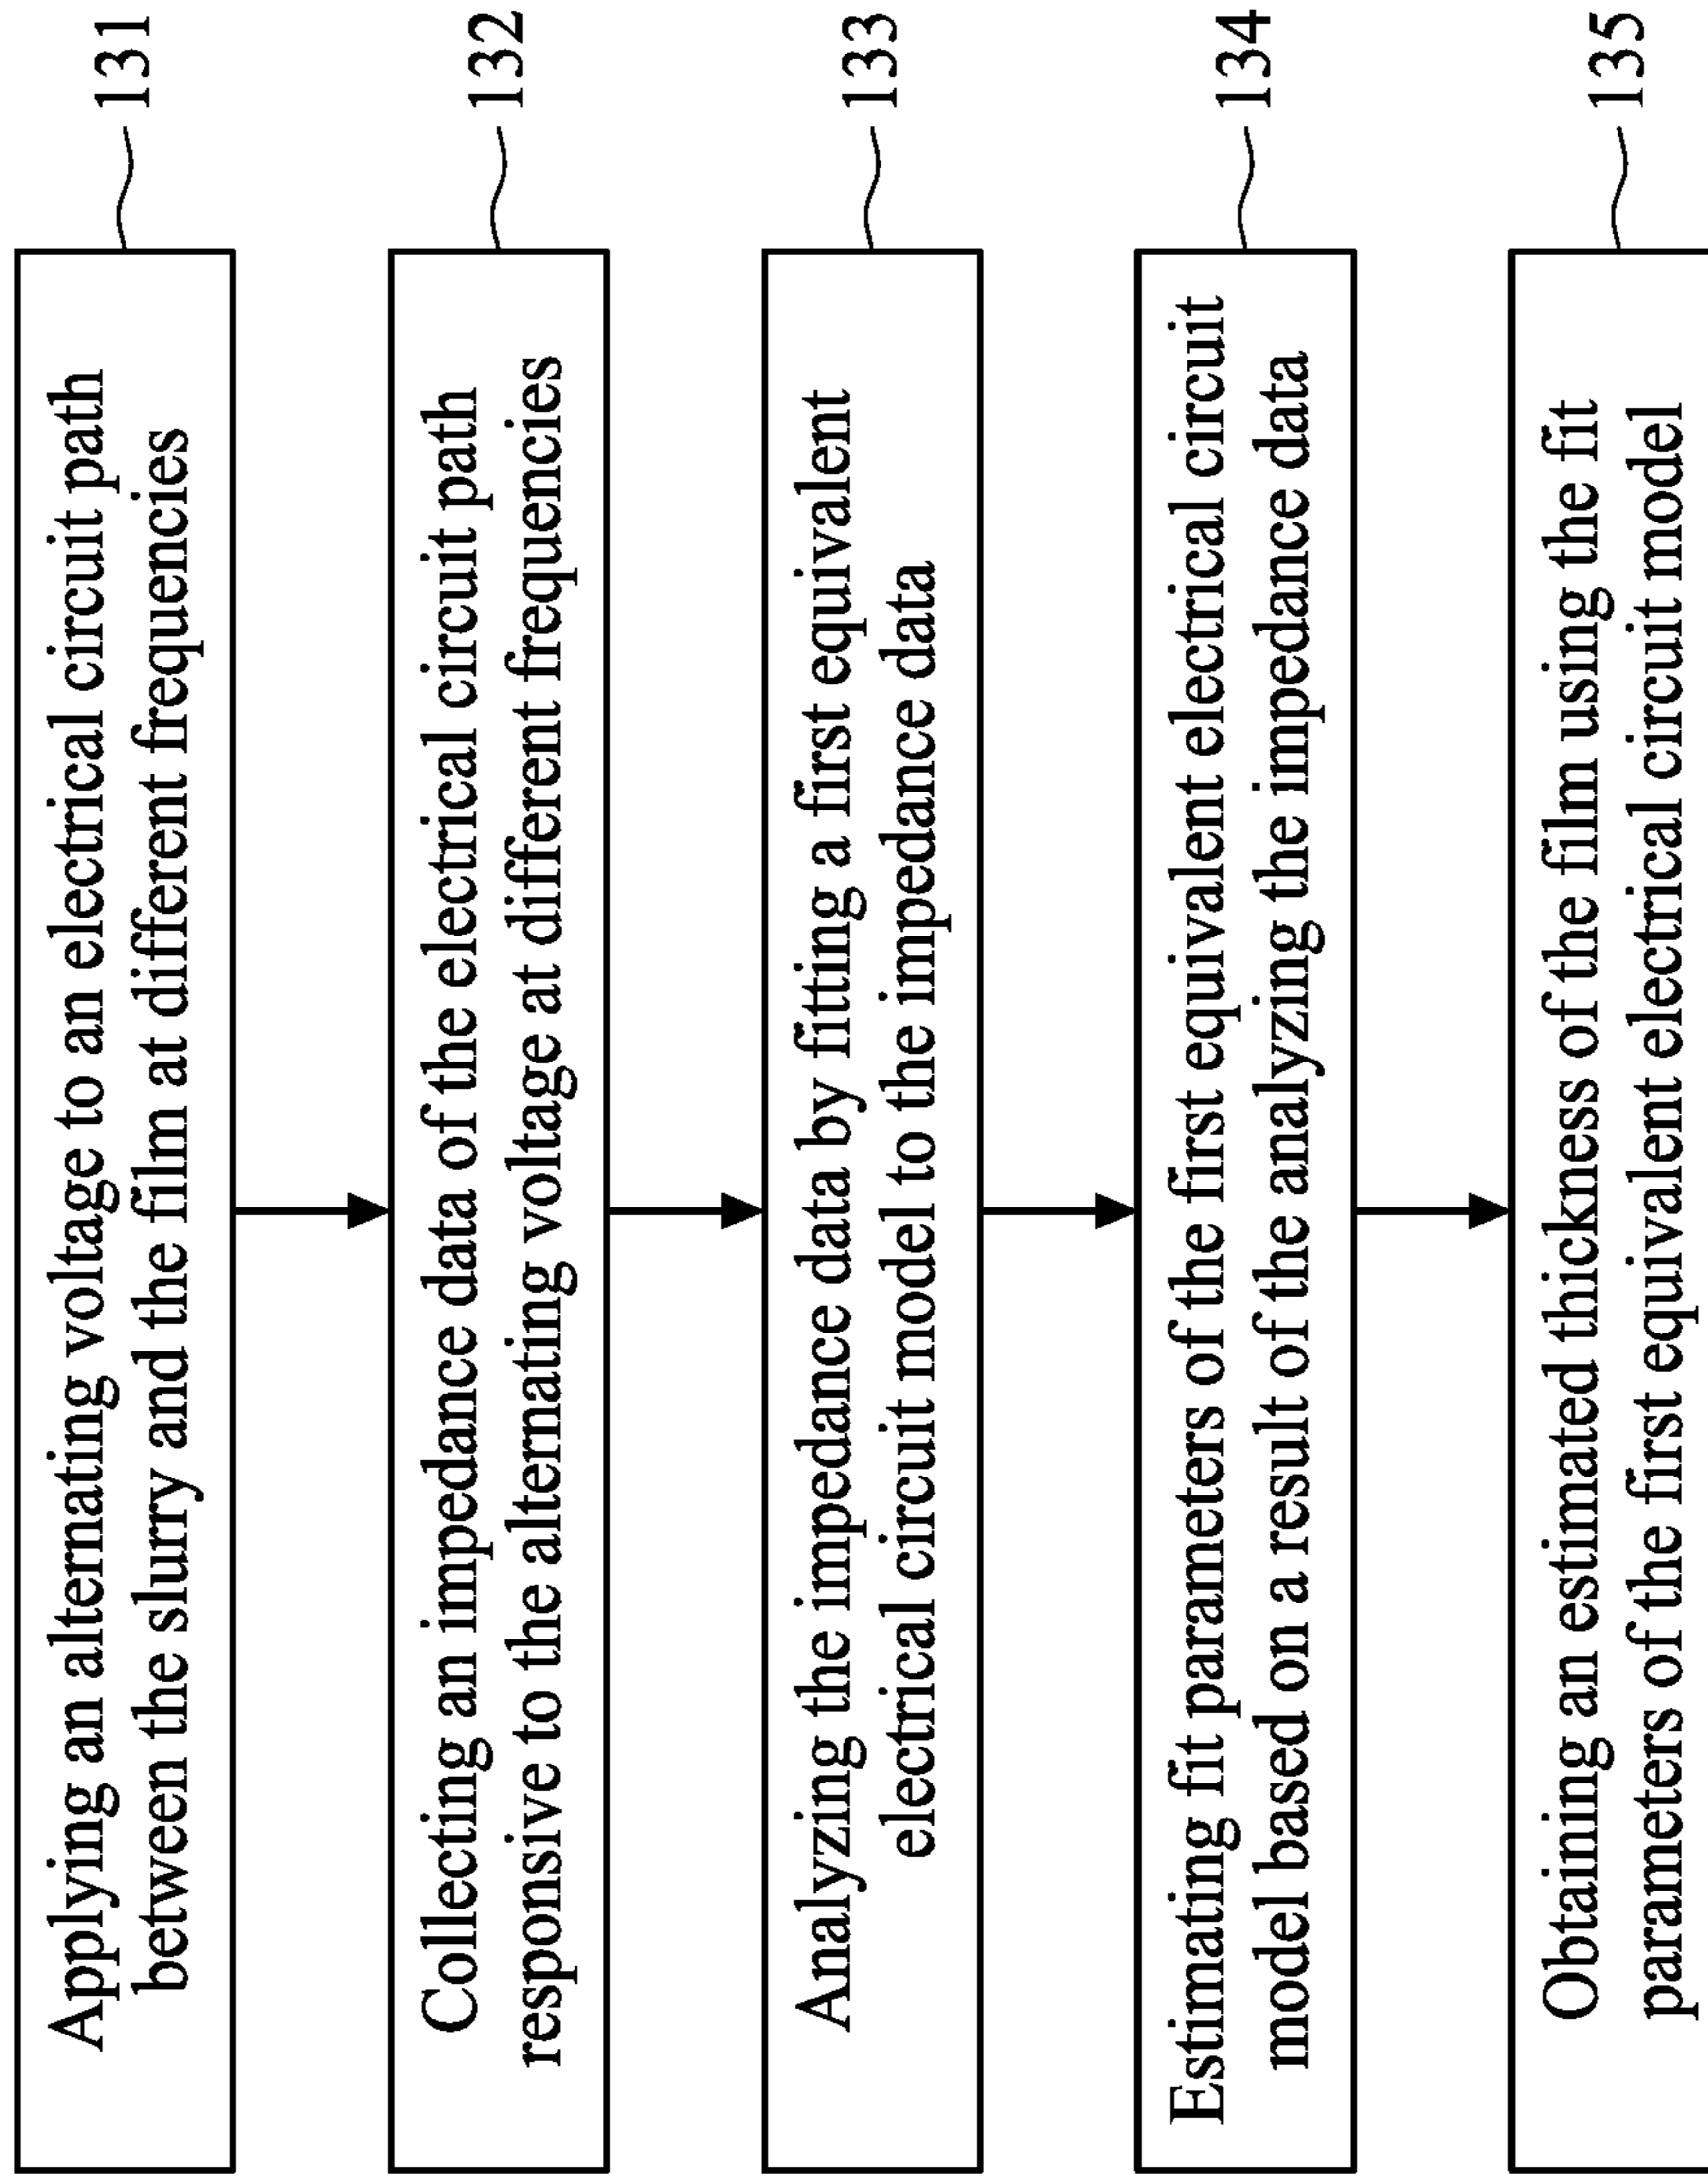 Applying an alternating voltage to an electrical circuit path
between the slurry and the film at different frequencies
131
Collecting an impedance data of the electrical circuit path
responsive to the alternating voltage at different frequencies
132
Analyzing the impedance data by fitting a first equivalent
electrical circuit model to the impedance data
133
Estimating fit parameters of the first equivalent electrical circuit
model based on a result of the analyzing the impedance data
134
Obtaining an estimated thickness of the film using the fit
parameters of the first equivalent electrical circuit model
135